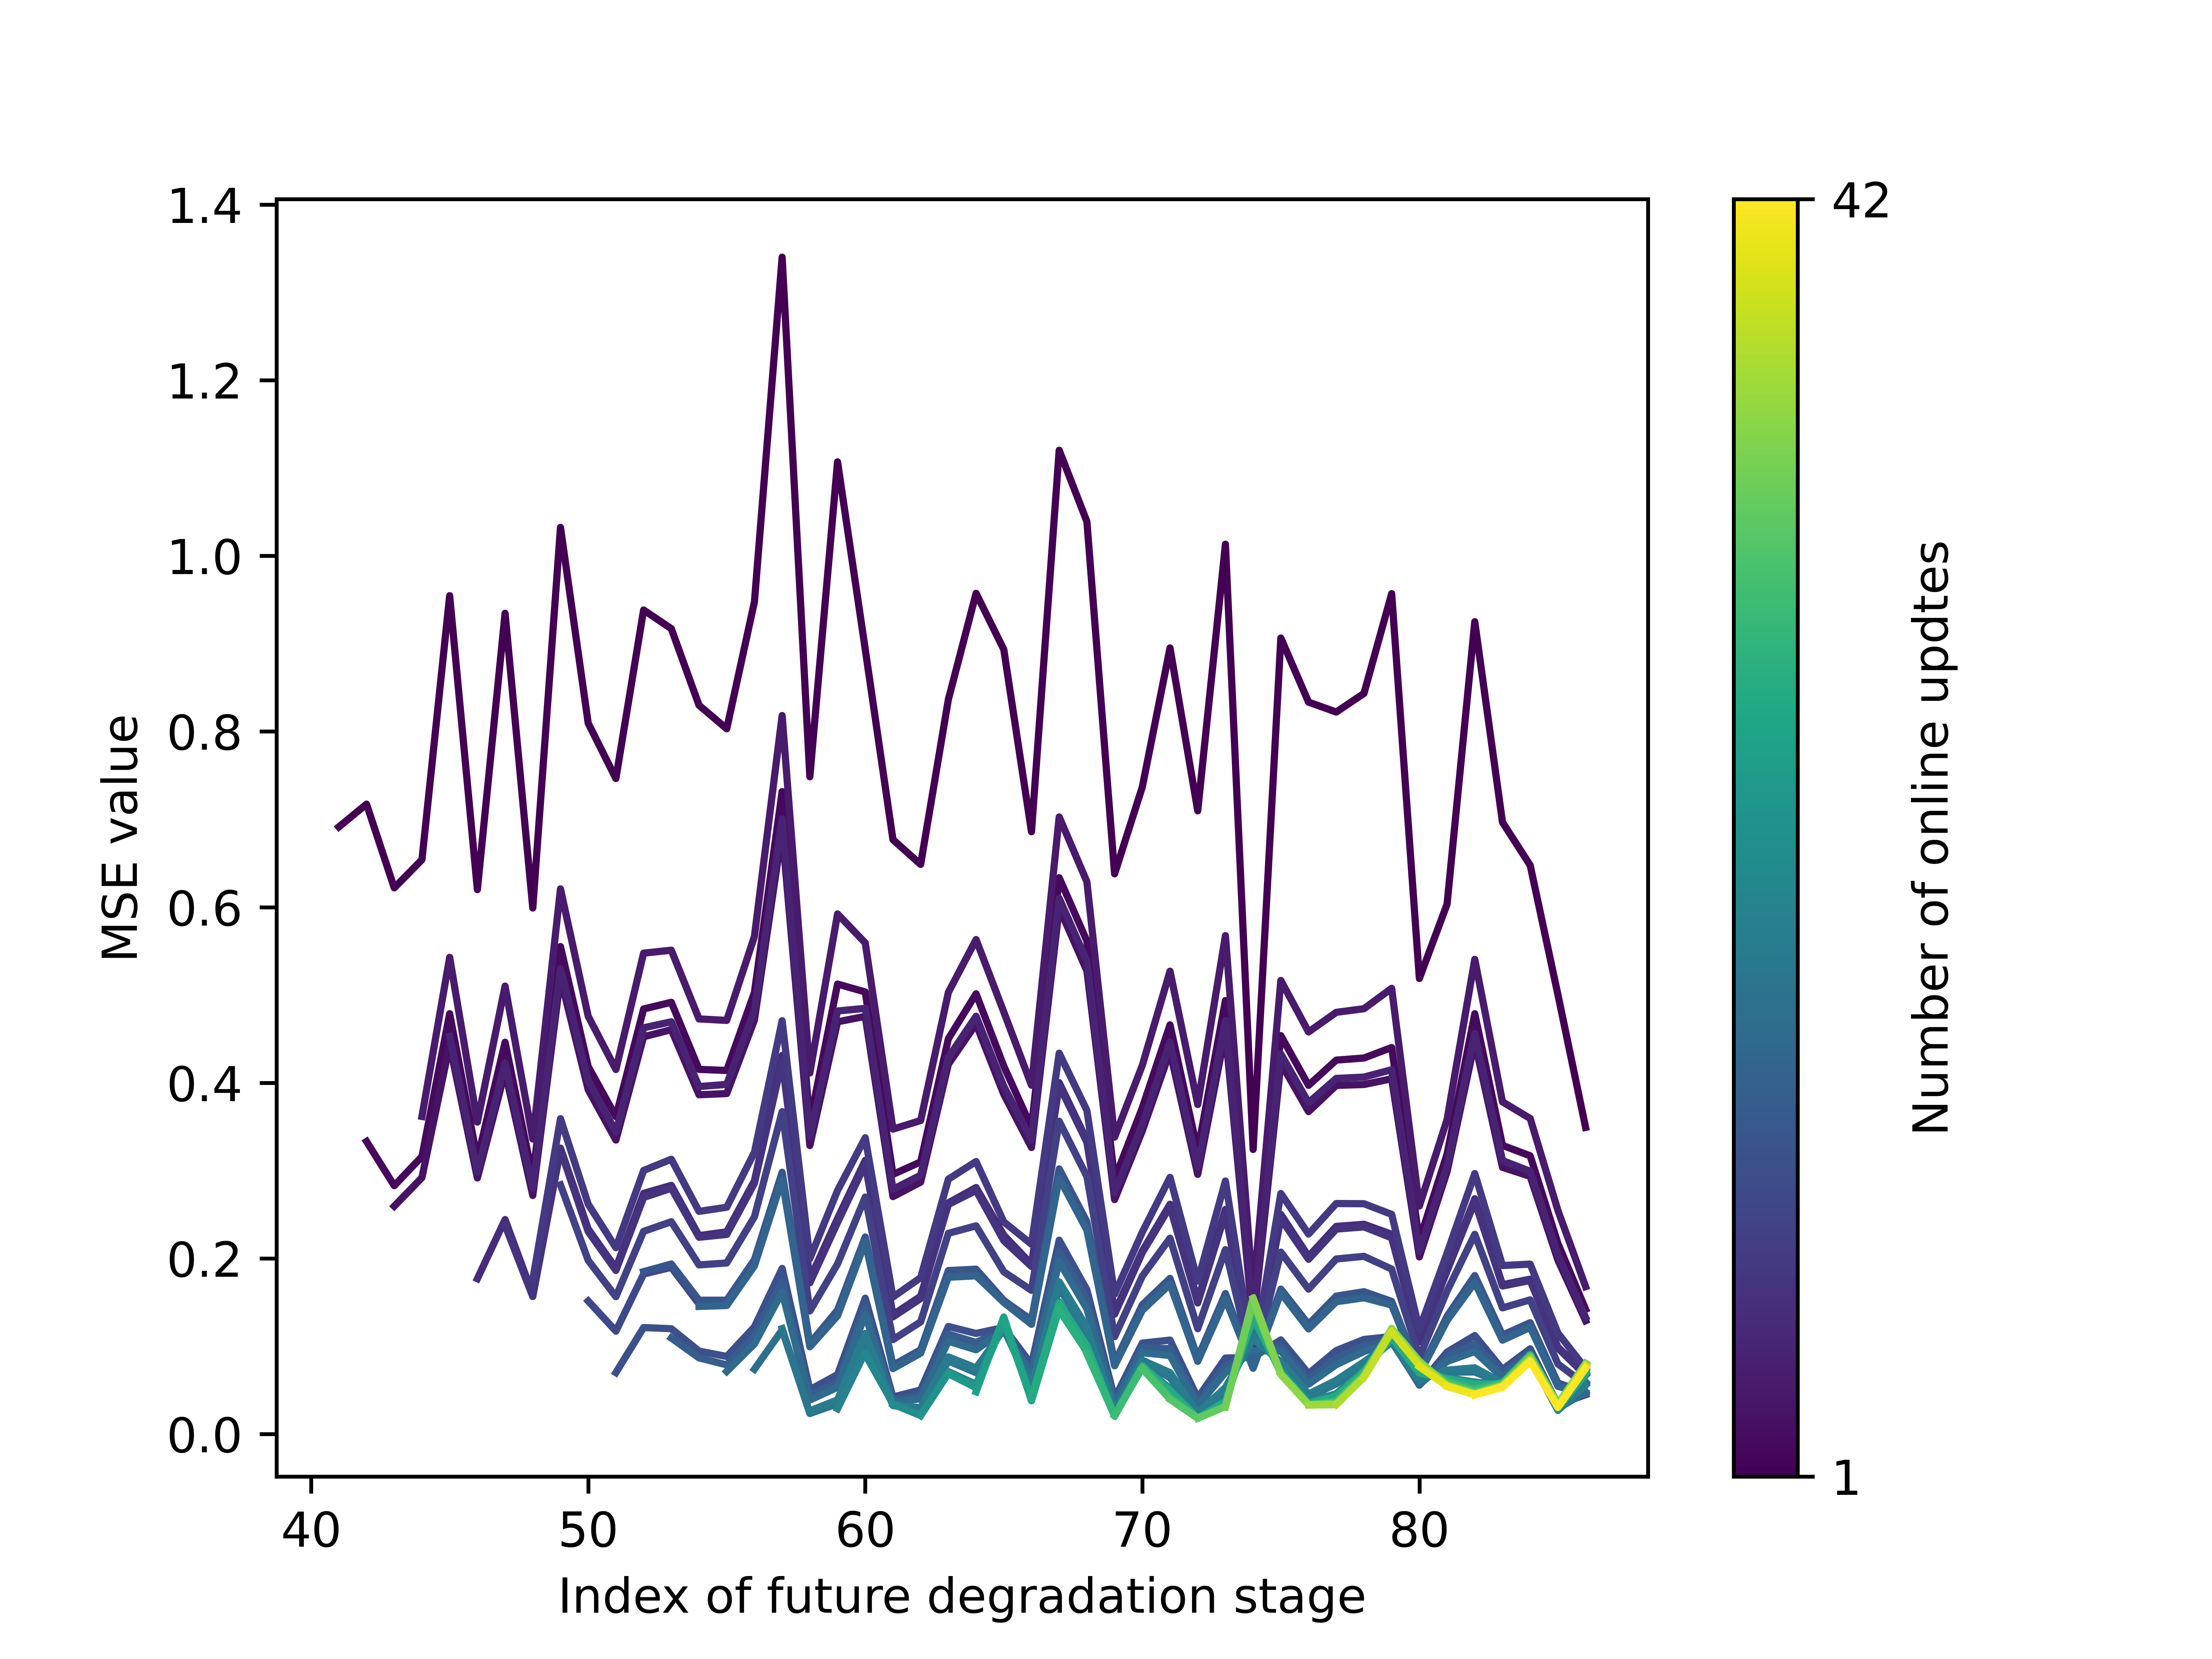 1.4
1.2
1.0
0.8
0.6
0.4
0.2
0.0
MSE value
40 50 60 70 80
Index of future degradation stage
42
1
Number of online updtes